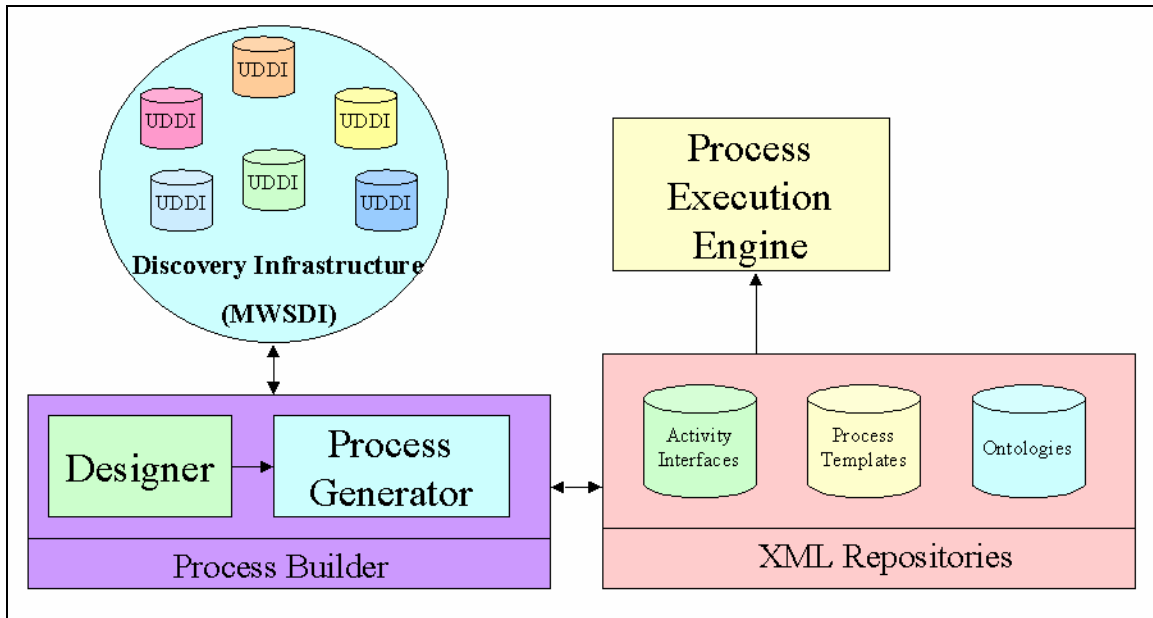 UDDI
UDDI
UDDI
UDDI
UDDI
UDDI
Discovery Infrastructure
(MWSDI)
Process
Execution
Engine
Designer
Process
Generator
Process Builder
Activity
Interfaces
Process
Templates
Ontologies
XML Repositories